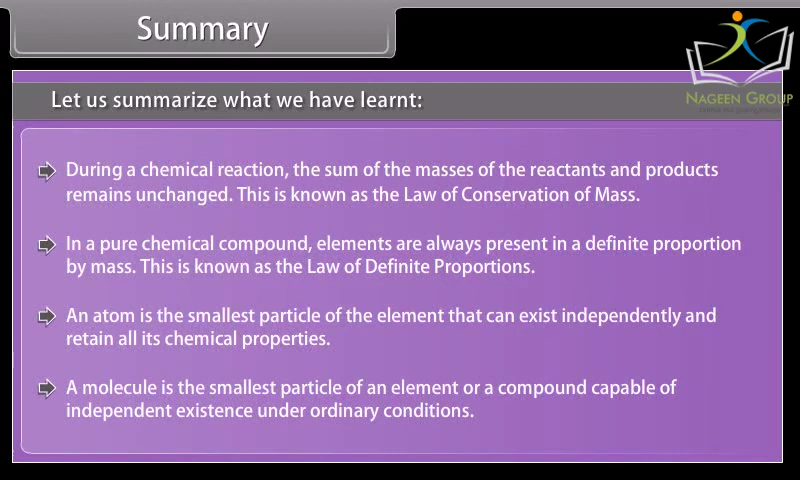 Summary
NAGEEN GROUP
Let us summarize what we have learnt:
During a chemical reaction, the sum of the masses of the reactants and products
remains unchanged. This is known as the Law of Conservation of Mass.
In a pure chemical compound, elements are always present in a definite proportion
by mass. This is known as the Law of Definite Proportions.
An atom is the smallest particle of the element that can exist independently and
retain all its chemical properties.
A molecule is the smallest particle of an element or a compound capable of
independent existence under ordinary conditions.